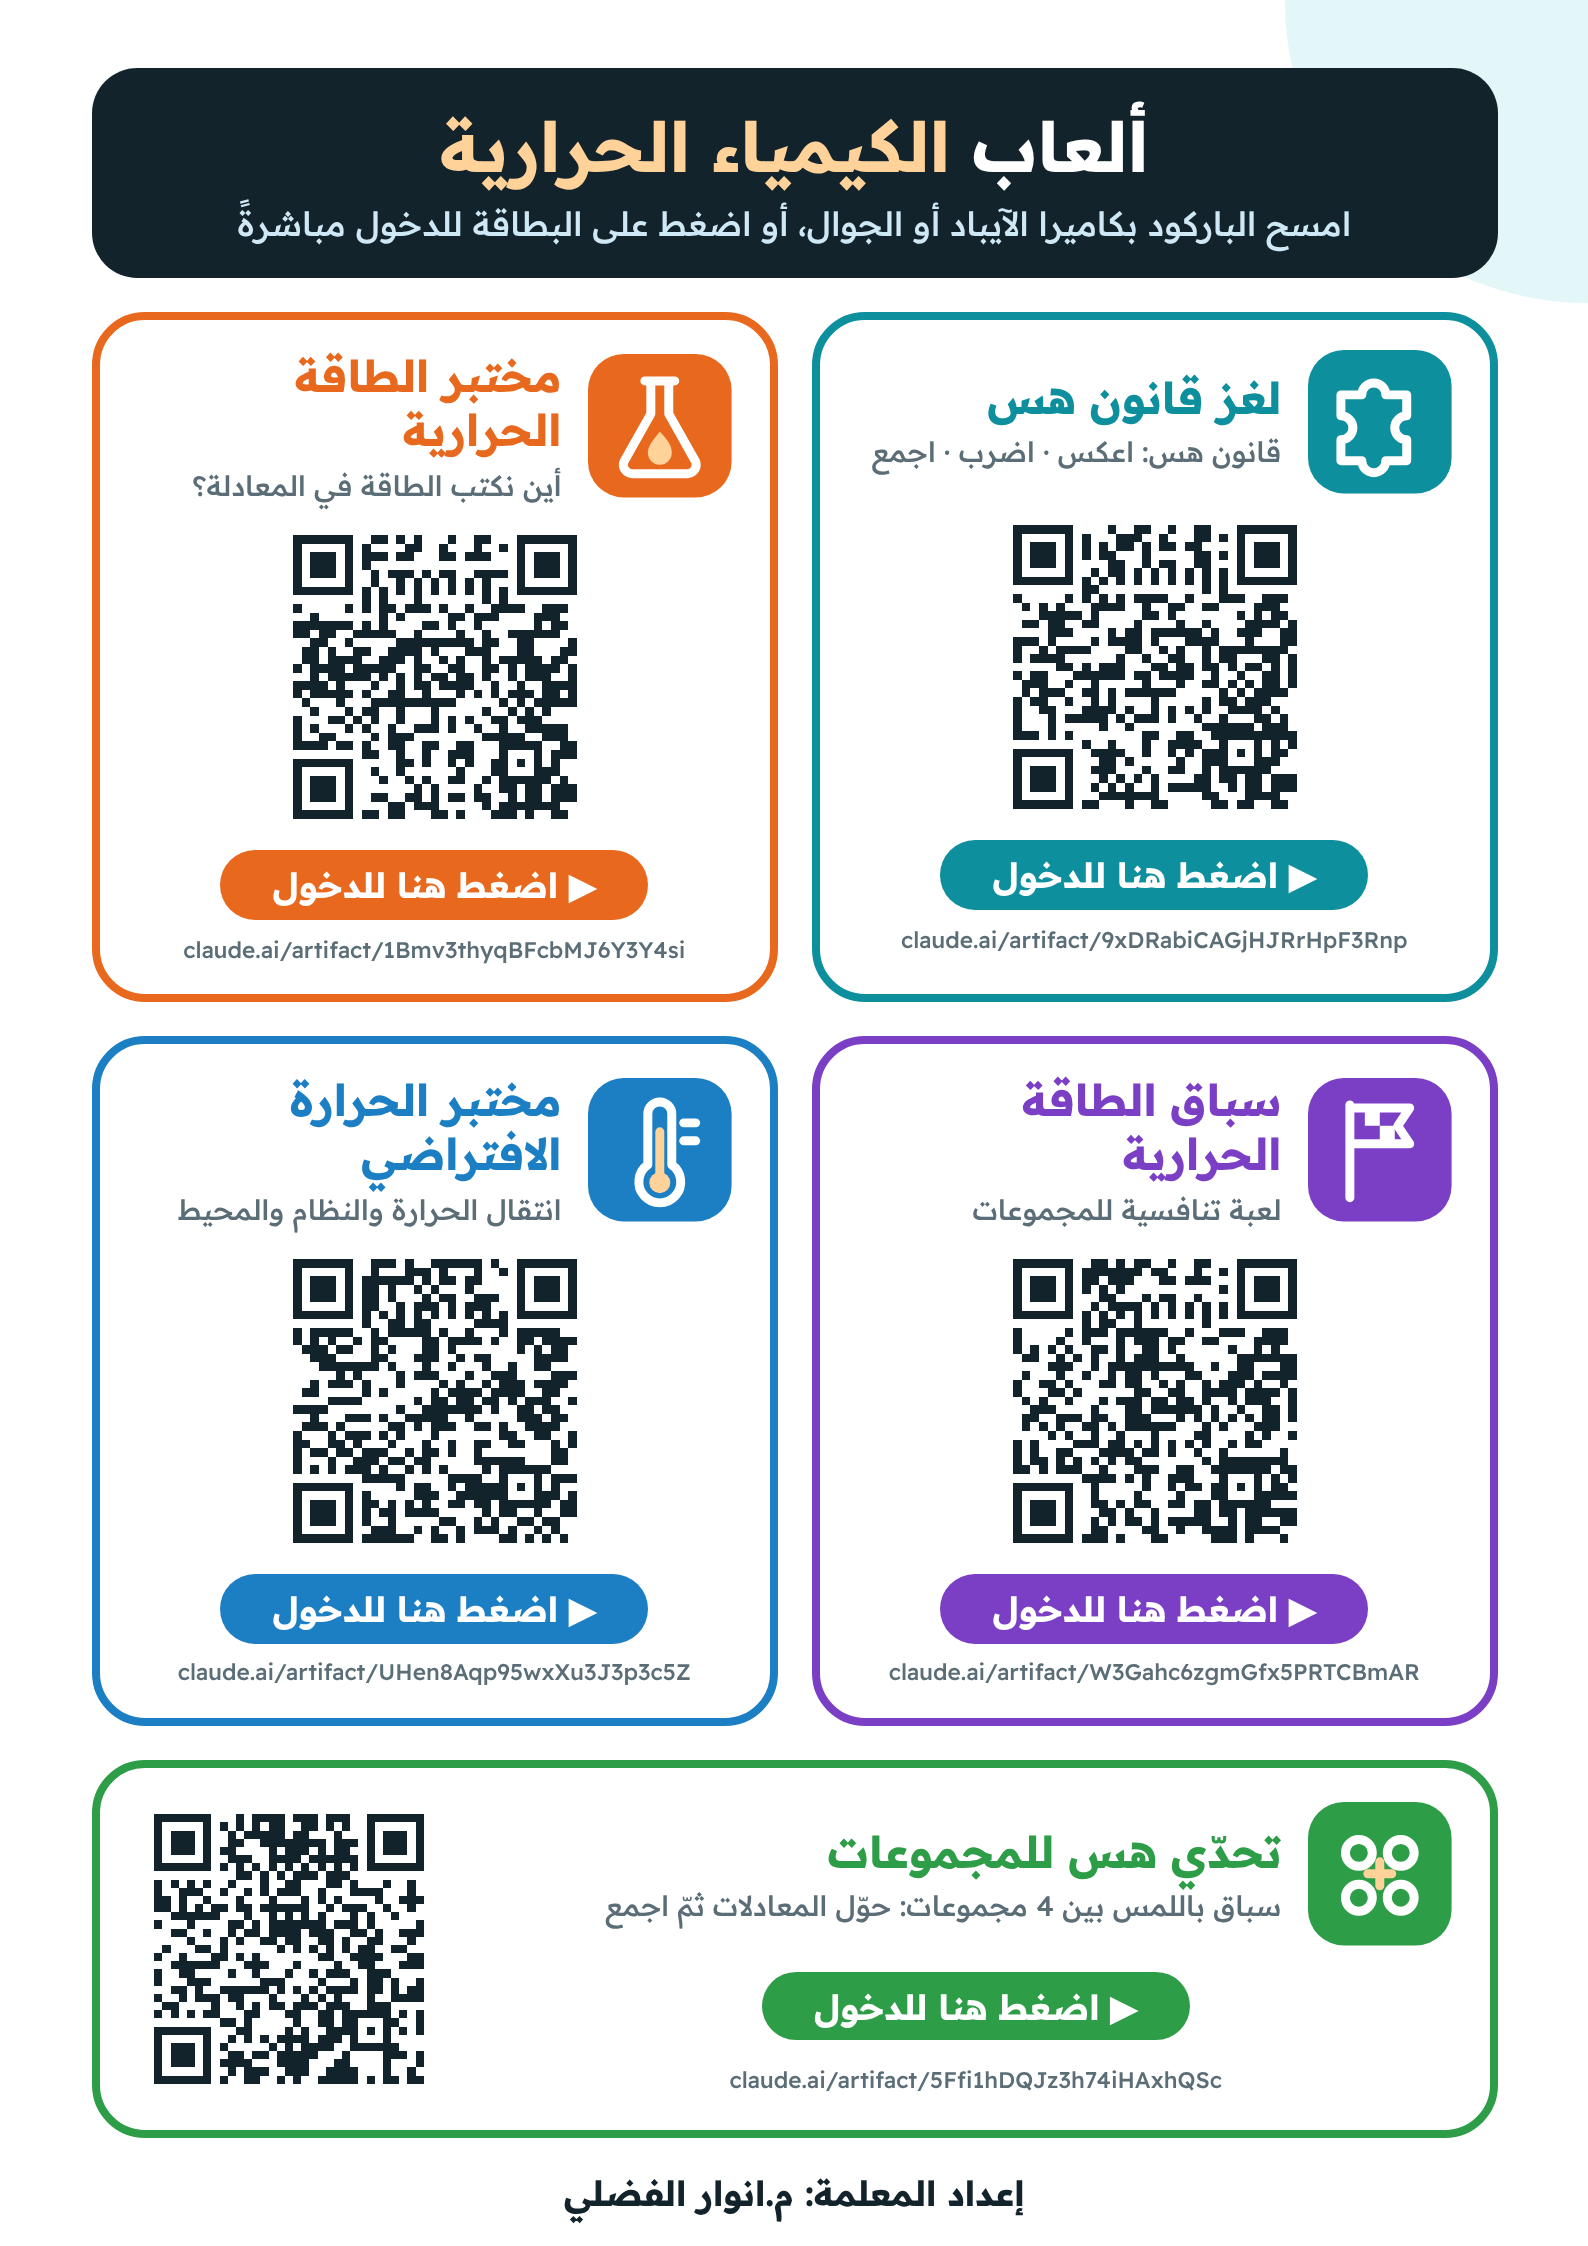 ألعاب الكيمياء الحرارية
امسح الباركود بكاميرا الآيباد أو الجوال، أو اضغط على البطاقة للدخول مباشرةً
لغز قانون هس
قانون هس: اعكس · اضرب · اجمع
▶ اضغط هنا للدخول
claude.ai/artifact/9xDRabiCAGjHJRrHpF3Rnp
مختبر الطاقة
الحرارية
أين نكتب الطاقة في المعادلة؟
▶ اضغط هنا للدخول
claude.ai/artifact/1Bmv3thyqBFcbMJ6Y3Y4si
سباق الطاقة
الحرارية
لعبة تنافسية للمجموعات
▶ اضغط هنا للدخول
claude.ai/artifact/W3Gahc6zgmGfx5PRTCBmAR
مختبر الحرارة
الافتراضي
انتقال الحرارة والنظام والمحيط
▶ اضغط هنا للدخول
claude.ai/artifact/UHen8Aqp95wxXu3J3p3c5Z
تحدّي هس للمجموعات
سباق باللمس بين 4 مجموعات: حوّل المعادلات ثمّ اجمع
▶ اضغط هنا للدخول
claude.ai/artifact/5Ffi1hDQJz3h74iHAxhQSc
إعداد المعلمة: م.انوار الفضلي